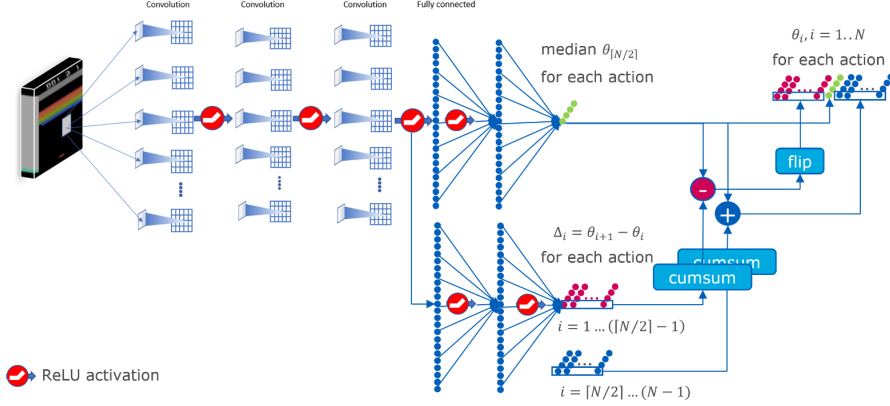 Convolution
Convolution
Convolution
Fully connected
median θ⌈N/2⌉
for each action
θᵢ, i = 1..N
for each action
flip
-
+
Δᵢ = θᵢ₊₁ − θᵢ
for each action
cumsum
cumsum
i = 1 … (⌈N/2⌉ − 1)
i = ⌈N/2⌉ … (N − 1)
ReLU activation